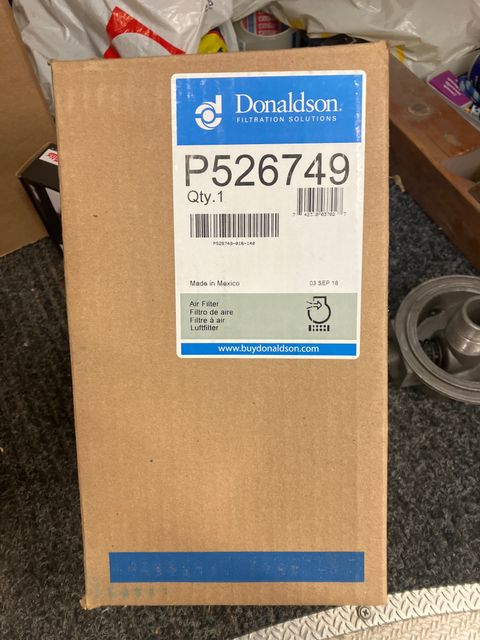 Donaldson.
FILTRATION SOLUTIONS
P526749
Qty.1
P526749-016-140
Made in Mexico
03 SEP 18
Air Filter
Filtro de aire
Filtre à air
Luftfilter
www.buydonaldson.com